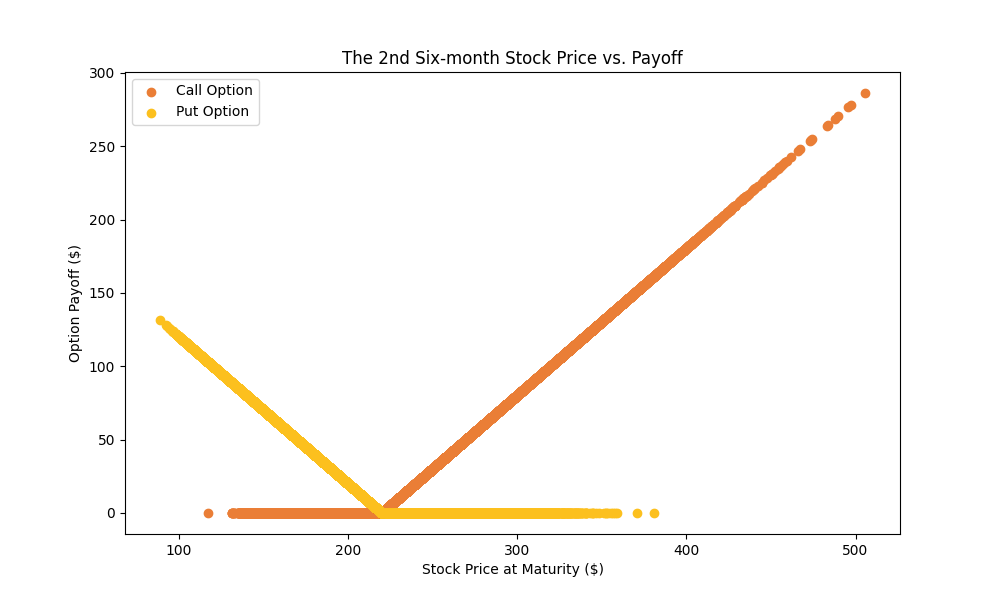 The 2nd Six-month Stock Price vs. Payoff
Call Option
Put Option
300
250
200
150
100
50
0
Option Payoff ($)
100 200 300 400 500
Stock Price at Maturity ($)